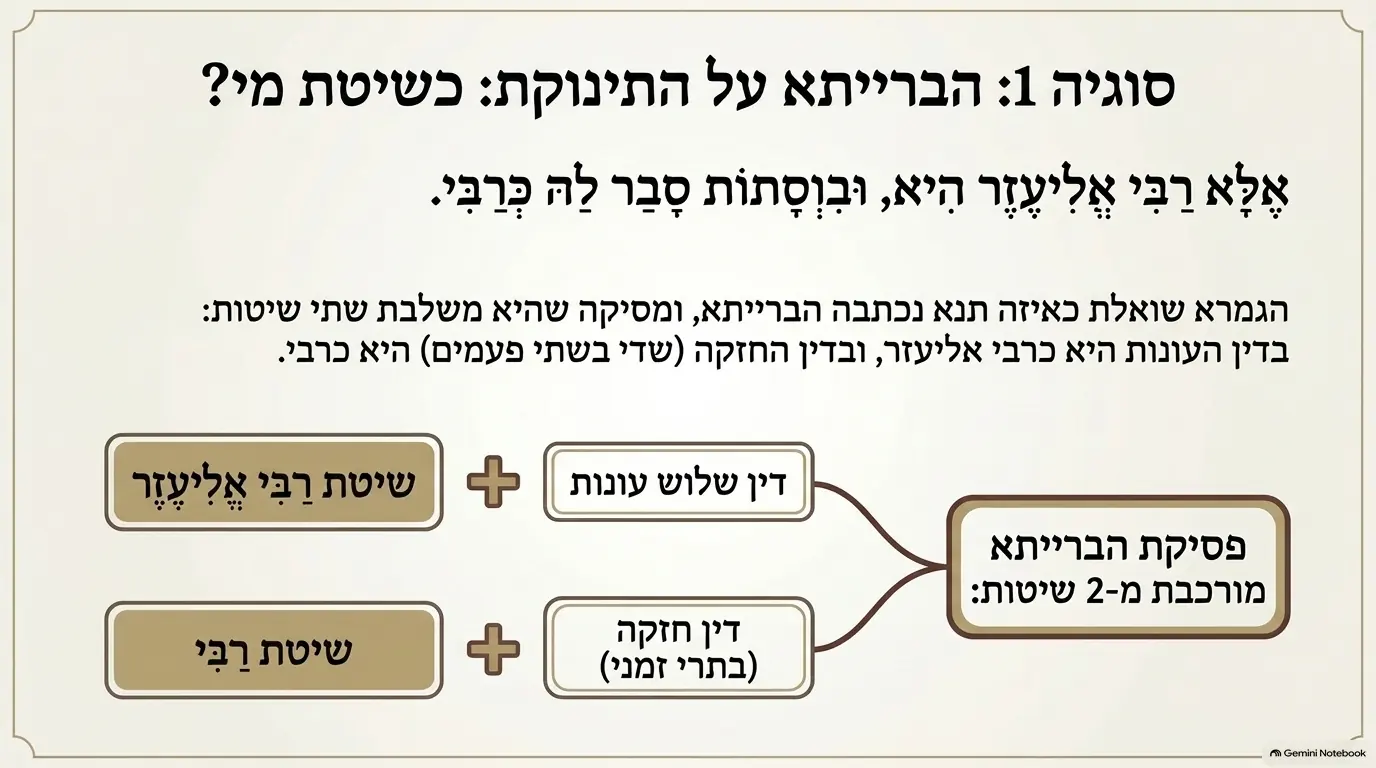 סוגיה 1: הברייתא על התינוקת: כשיטת מי?
אֶלָּא רַבִּי אֱלִיעֶזֶר הִיא, וּבִוְסָתוֹת סָבַר לַהּ כְּרַבִּי.
הגמרא שואלת כאיזה תנא נכתבה הברייתא, ומסיקה שהיא משלבת שתי שיטות:
בדין העונות היא כרבי אליעזר, ובדין החזקה (שדי בשתי פעמים) היא כרבי.
פסיקת הברייתא
מורכבת מ-2 שיטות:
דין שלוש עונות
שיטת רַבִּי אֱלִיעֶזֶר
דין חזקה
(בתרי זמני)
שיטת רַבִּי
Gemini Notebook